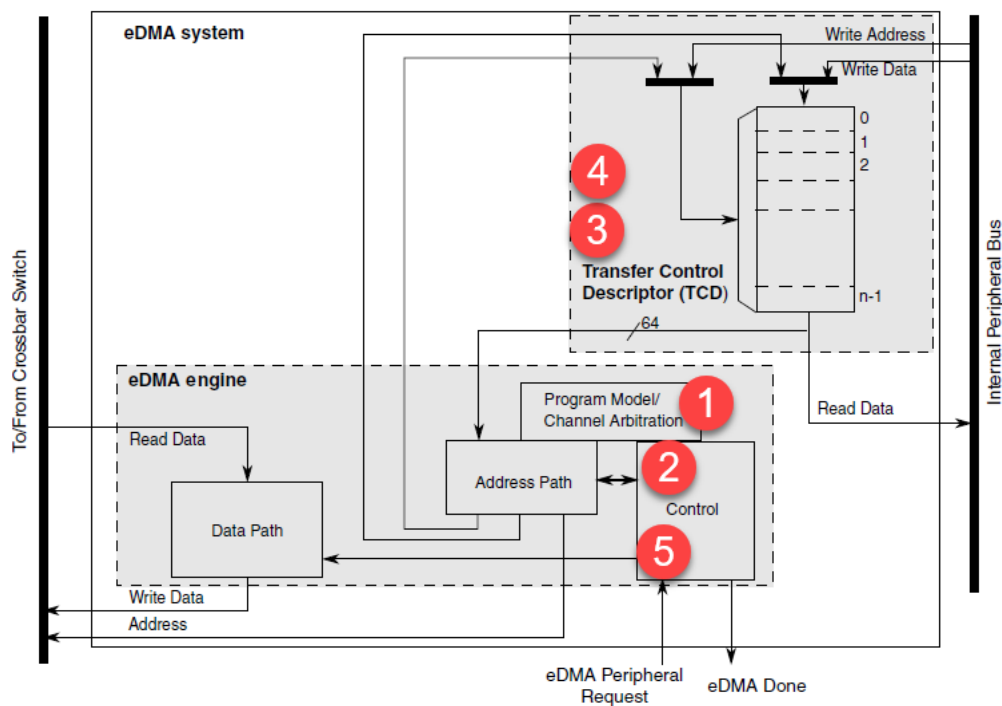 eDMA system
Write Address
Write Data
0
1
2
4
3
Transfer Control
Descriptor (TCD)
n-1
64
To/From Crossbar Switch
Internal Peripheral Bus
eDMA engine
Program Model/
Channel Arbitration
1
Read Data
Read Data
2
Address Path
Control
Data Path
5
Write Data
Address
eDMA Peripheral
Request
eDMA Done